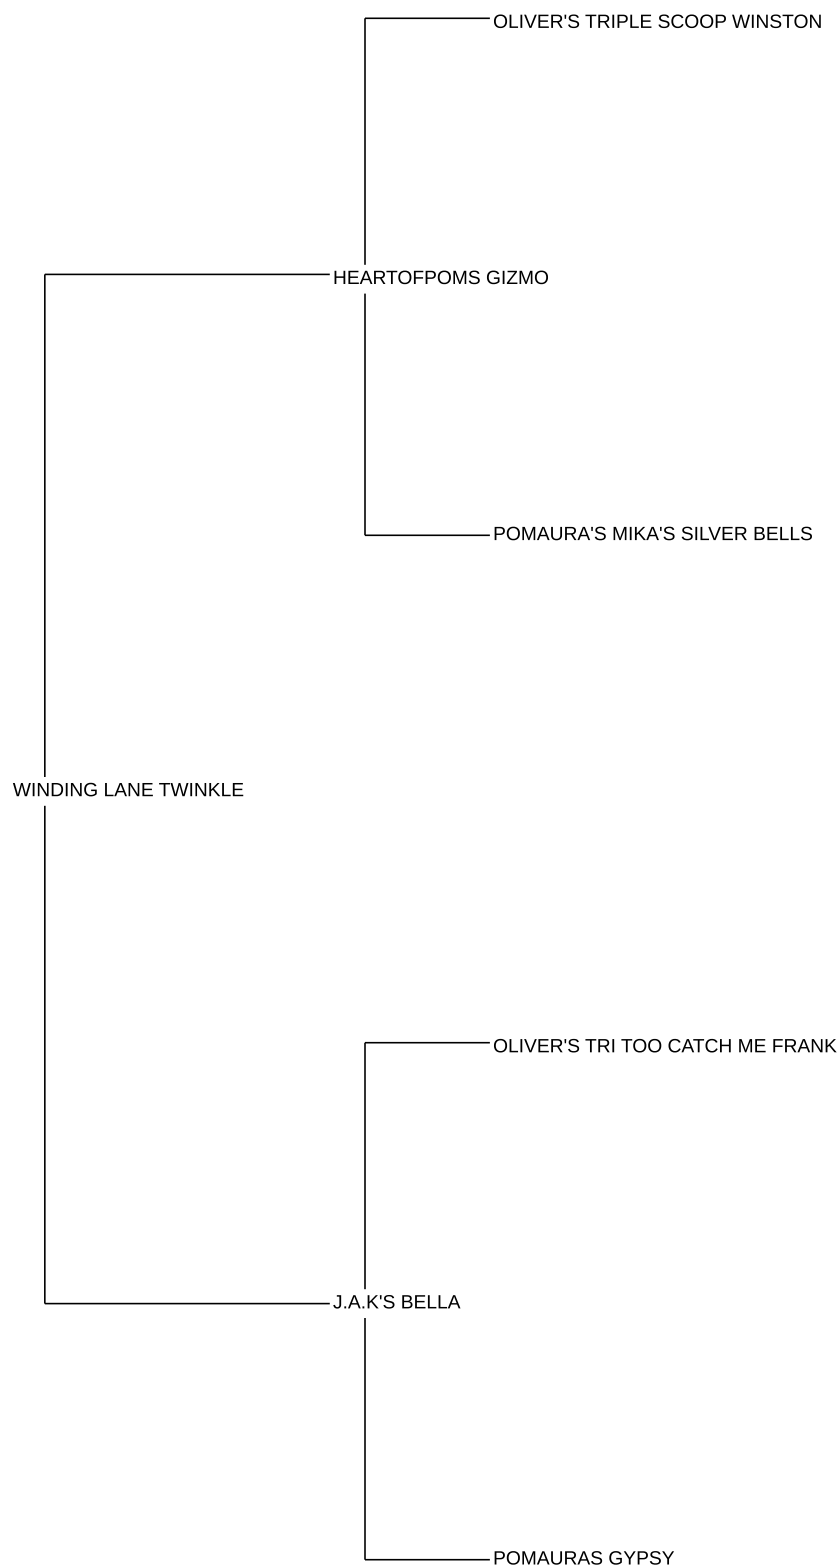 OLIVER'S TRIPLE SCOOP WINSTON
HEARTOFPOMS GIZMO
POMAURA'S MIKA'S SILVER BELLS
WINDING LANE TWINKLE
OLIVER'S TRI TOO CATCH ME FRANK
J.A.K'S BELLA
POMAURAS GYPSY